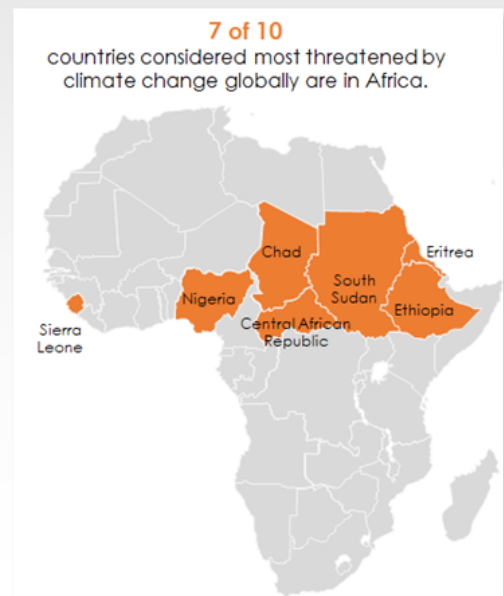 7 of 10
countries considered most threatened by
climate change globally are in Africa.
Chad
Eritrea
South
Sudan
Nigeria
Ethiopia
Central African
Republic
Sierra
Leone